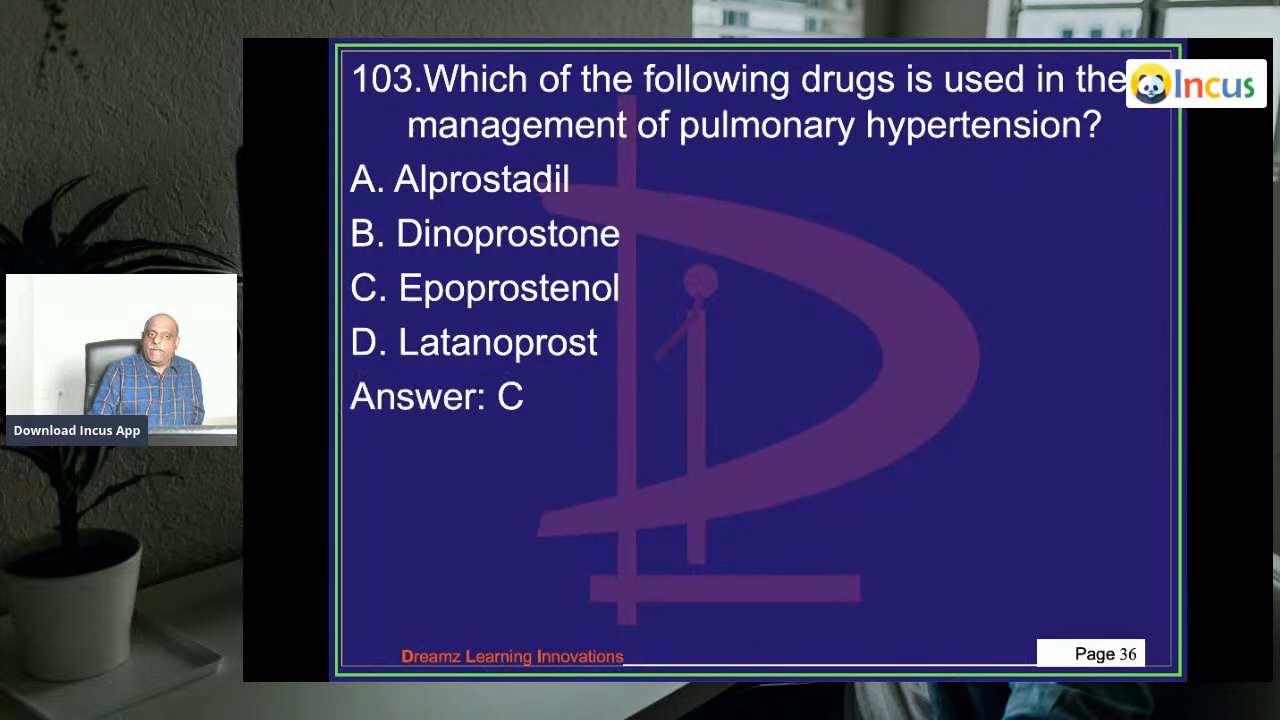 103.Which of the following drugs is used in the
management of pulmonary hypertension?
A. Alprostadil
B. Dinoprostone
C. Epoprostenol
D. Latanoprost
Answer: C
Incus
Download Incus App
Dreamz Learning Innovations
Page 36